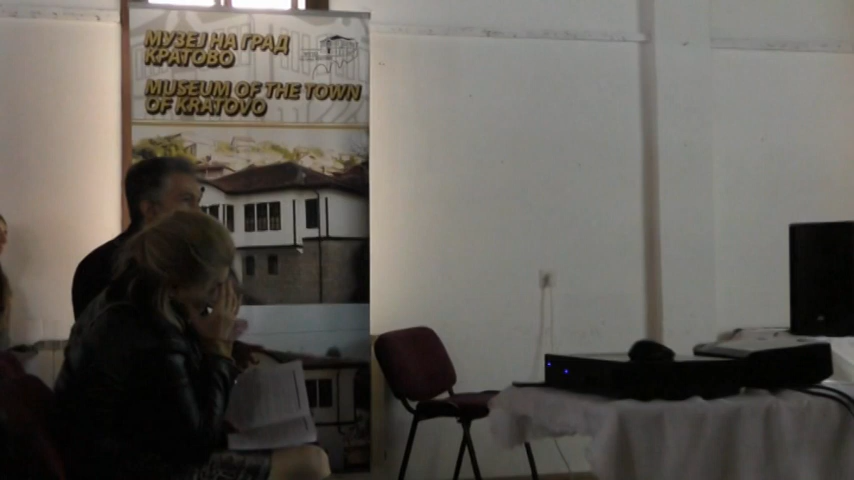 МУЗЕЈ НА ГРАД
КРАТОВО
MUSEUM OF THE TOWN
OF KRATOVO